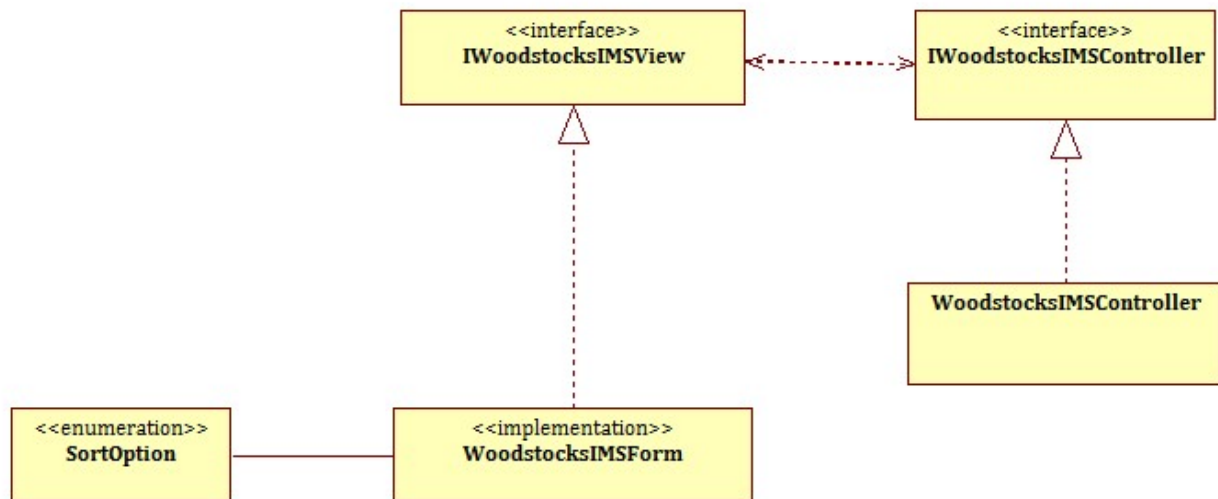 <<interface>>
IWoodstocksIMSView
<<interface>>
IWoodstocksIMSController
WoodstocksIMSController
<<enumeration>>
SortOption
<<implementation>>
WoodstocksIMSForm